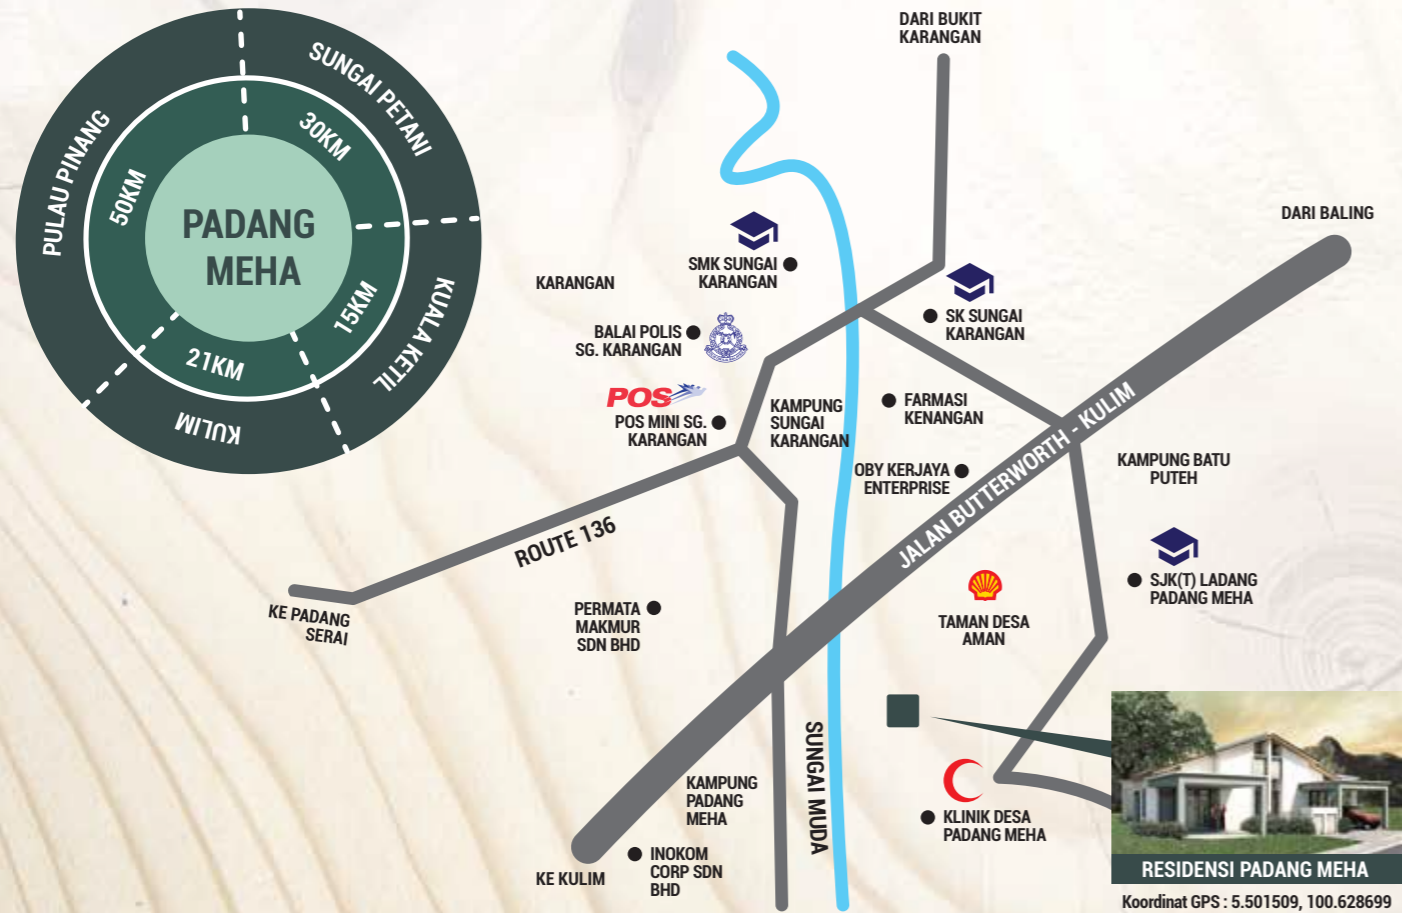 PULAU PINANG
SUNGAI PETANI
KUALA KETIL
KULIM
50KM
30KM
15KM
21KM
PADANG
MEHA
DARI BUKIT
KARANGAN
DARI BALING
SMK SUNGAI
KARANGAN
KARANGAN
SK SUNGAI
KARANGAN
BALAI POLIS
SG. KARANGAN
POS
POS MINI SG.
KARANGAN
KAMPUNG
SUNGAI
KARANGAN
FARMASI
KENANGAN
OBY KERJAYA
ENTERPRISE
JALAN BUTTERWORTH - KULIM
KAMPUNG BATU
PUTEH
ROUTE 136
KE PADANG
SERAI
PERMATA
MAKMUR
SDN BHD
TAMAN DESA
AMAN
SJK(T) LADANG
PADANG MEHA
SUNGAI MUDA
KAMPUNG
PADANG
MEHA
KLINIK DESA
PADANG MEHA
KE KULIM
INOKOM
CORP SDN
BHD
RESIDENSI PADANG MEHA
Koordinat GPS : 5.501509, 100.628699